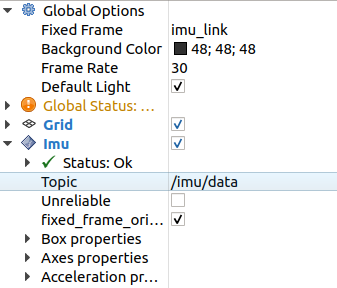 Global Options
Fixed Frame imu_link
Background Color 48; 48; 48
Frame Rate 30
Default Light
Global Status: ...
Grid
Imu
Status: Ok
Topic /imu/data
Unreliable
fixed_frame_ori...
Box properties
Axes properties
Acceleration pr...